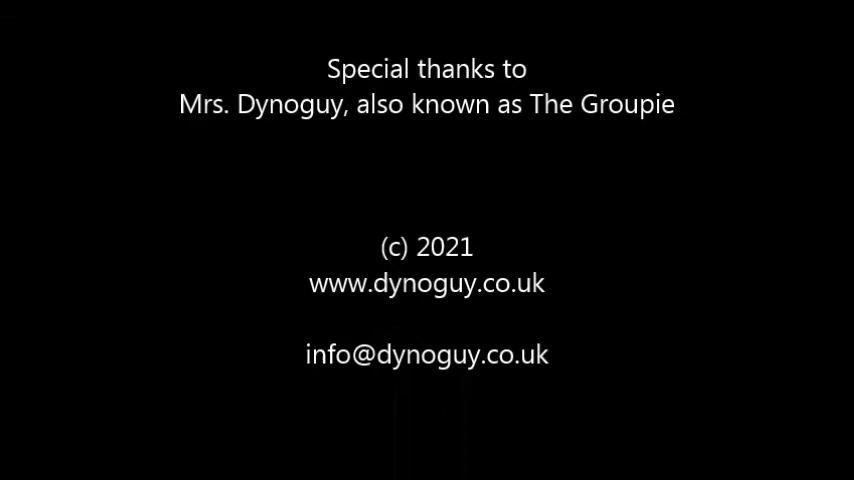 Special thanks to
Mrs. Dynoguy, also known as The Groupie
(c) 2021
www.dynoguy.co.uk
info@dynoguy.co.uk